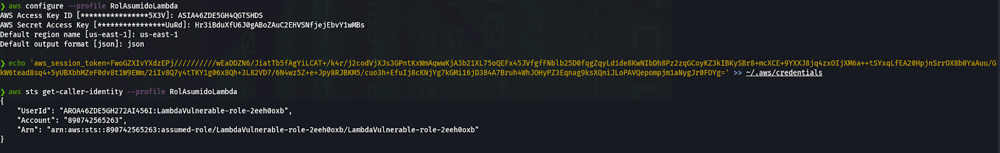 ❯ aws configure --profile RolAsumidoLambda
AWS Access Key ID [****************5X3V]: ASIA46ZDE5GH4QGTSHDS
AWS Secret Access Key [****************UuRd]: Hr3iBduXfU6J0gABoZAuC2EHVSNfjejEbvY1wMBs
Default region name [us-east-1]: us-east-1
Default output format [json]: json
❯ echo 'aws_session_token=FwoGZXIvYXdzEPj//////////wEaDDZN6/JiatTb5fAgYiLCAT+/k4r/j2codVjXJs3GPntKxWmAqwwKjA3b21XL75oQEFx45JVfgfFNblb25D0fqgZqyLd1de8KwNIbDh8Pz2zqGCoyKZ3kIBKySBr8+mcXCE+9YXXJ8jq4zxOIjXM6a++tSYxqLfEA20HpjnSrrOX8b0YaAuu/G
kW6tead8sq4+5yUBXbhMZeF0dv8t1W9EWm/2iIv8Q7y4tTKY1g06x8Qh+3L82VD7/6N4wz5Z+e+Jpy8RJBKM5/cuo3h+EfuIj8cKNjYg7kGMi16jD384A7Bruh4WhJOHyPZ3Eqnag9ksXQniJLoPAVQepompjm1aNygJr0FOYg=' >> ~/.aws/credentials
❯ aws sts get-caller-identity --profile RolAsumidoLambda
{
    "UserId": "AROA46ZDE5GH272AI456I:LambdaVulnerable-role-2eeh0oxb",
    "Account": "890742565263",
    "Arn": "arn:aws:sts::890742565263:assumed-role/LambdaVulnerable-role-2eeh0oxb/LambdaVulnerable-role-2eeh0oxb"
}